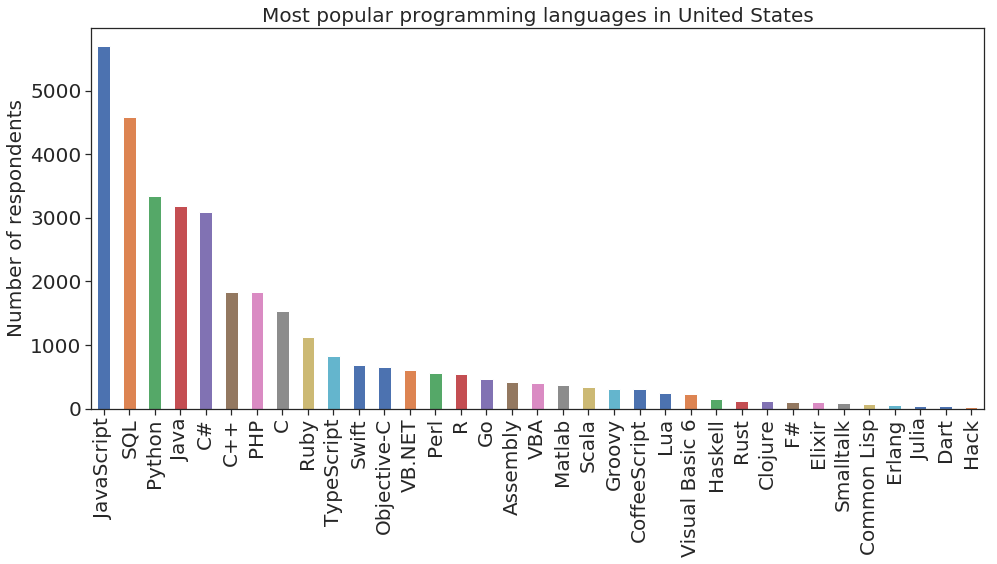 Most popular programming languages in United States
Number of respondents
5000
4000
3000
2000
1000
0
JavaScript
SQL
Python
Java
C#
C++
PHP
C
Ruby
TypeScript
Swift
Objective-C
VB.NET
Perl
R
Go
Assembly
VBA
Matlab
Scala
Groovy
CoffeeScript
Lua
Visual Basic 6
Haskell
Rust
Clojure
F#
Elixir
Smalltalk
Common Lisp
Erlang
Julia
Dart
Hack